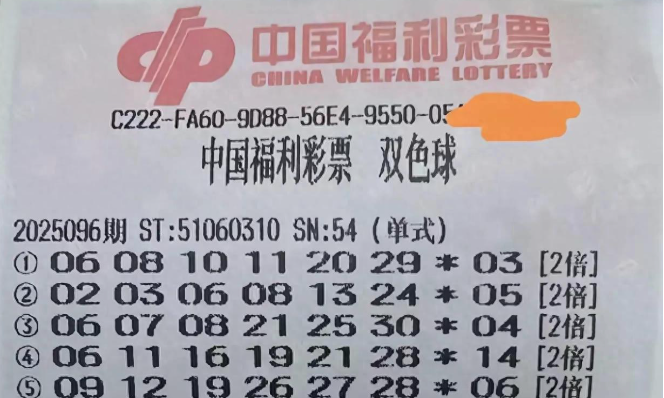 中国福利彩票
CHINA WELFARE LOTTERY
C222-FA60-9D88-56E4-9550-05
中国福利彩票 双色球
2025096期 ST:51060310 SN:54 (单式)
① 06 08 10 11 20 29 * 03 [2倍]
② 02 03 06 08 13 24 * 05 [2倍]
③ 06 07 08 21 25 30 * 04 [2倍]
④ 06 11 16 19 21 28 * 14 [2倍]
⑤ 09 12 19 26 27 28 * 06 [2倍]